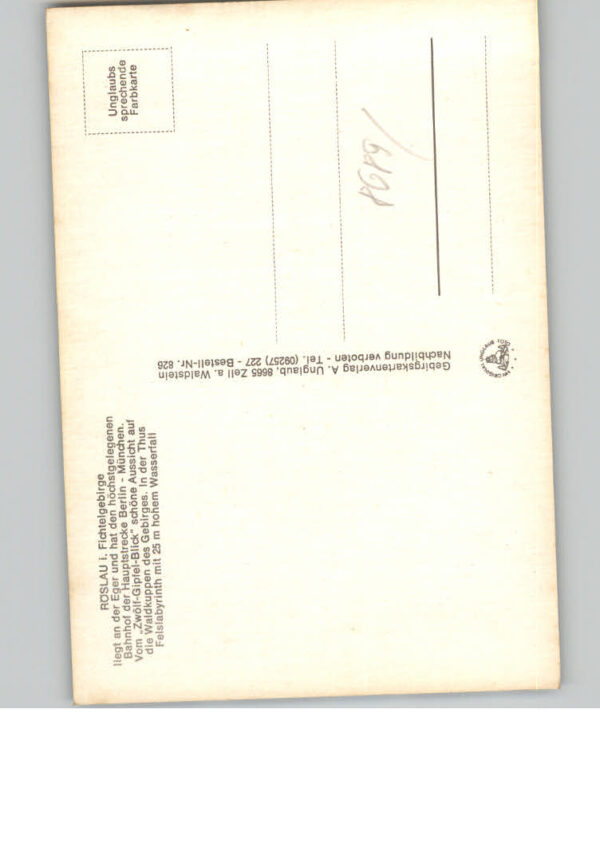 RÖSLAU i. Fichtelgebirge
liegt an der Eger und hat den höchstgelegenen
Bahnhof der Hauptstrecke Berlin - München.
Vom „Zwölf-Gipfel-Blick" schöne Aussicht auf
die Waldkuppen des Gebirges. In der Thus
Felslabyrinth mit 25 m hohem Wasserfall
Gebirgskartenverlag A. Unglaub, 8665 Zell a. Waldstein
Nachbildung verboten - Tel. (09257) 227 - Bestell-Nr. 826
Unglaubs
sprechende
Farbkarte